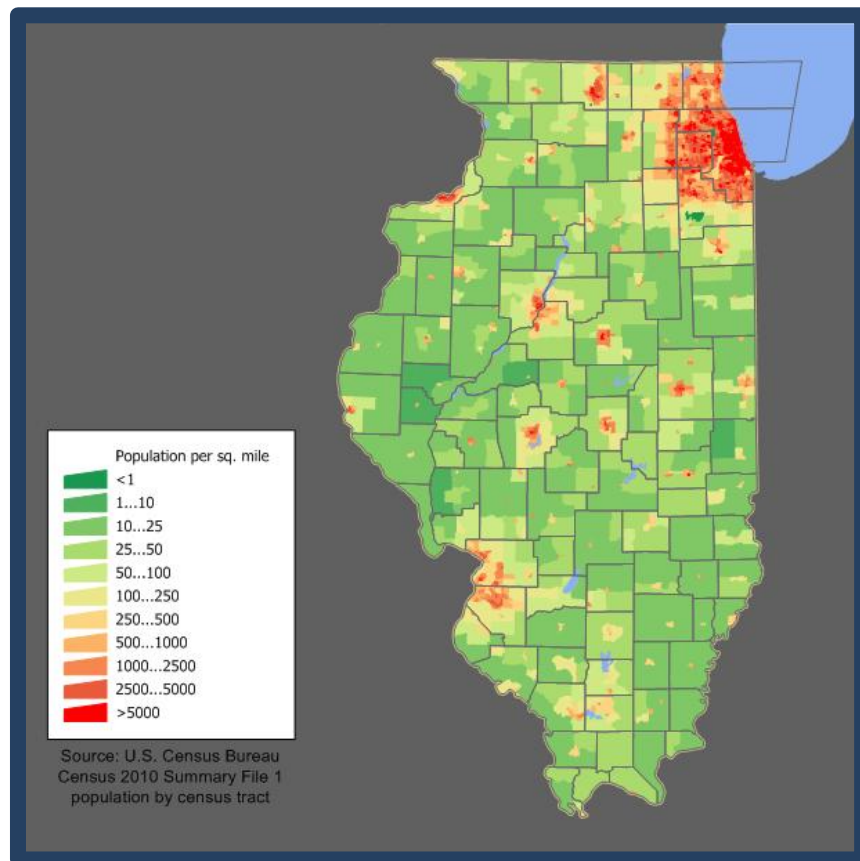 Population per sq. mile
<1
1...10
10...25
25...50
50...100
100...250
250...500
500...1000
1000...2500
2500...5000
>5000
Source: U.S. Census Bureau
Census 2010 Summary File 1
population by census tract